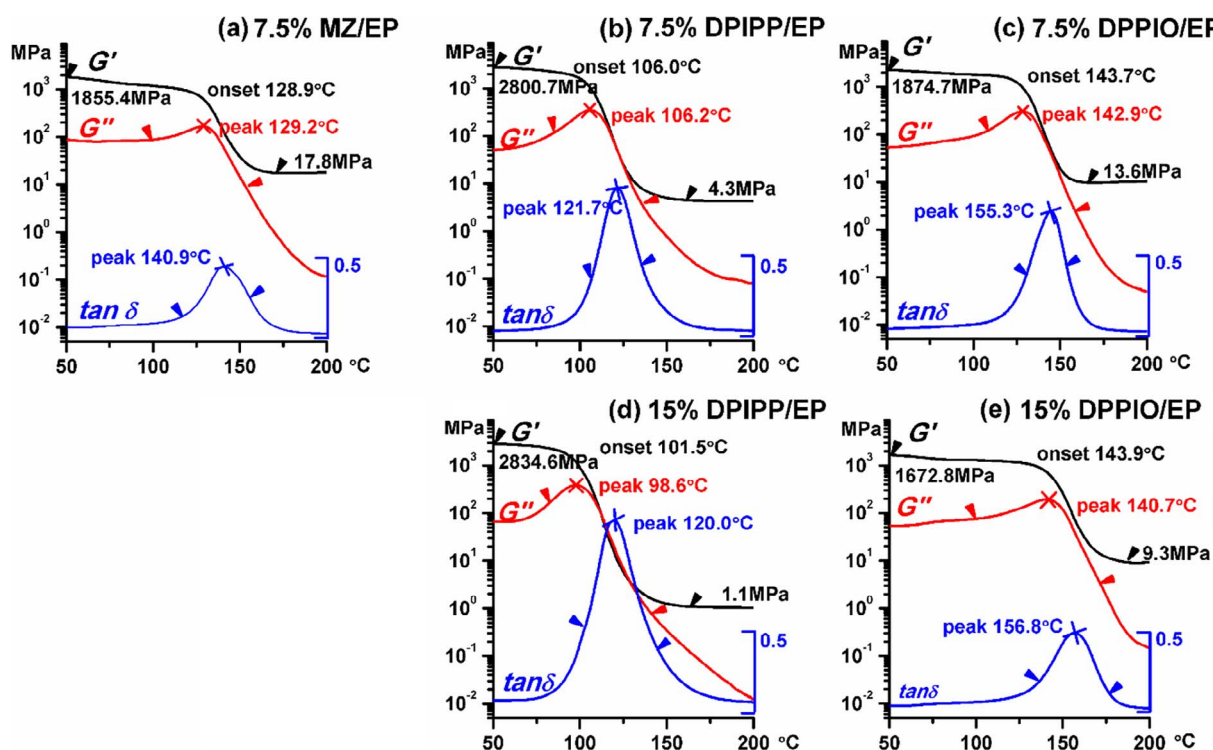 (a) 7.5% MZ/EP
MPa
G'
1855.4MPa
onset 128.9°C
G"
peak 129.2°C
17.8MPa
peak 140.9°C
0.5
tan δ
10³
10²
10¹
10⁰
10⁻¹
10⁻²
50 100 150 °C 200
(b) 7.5% DPIPP/EP
MPa
G'
2800.7MPa
onset 106.0°C
G"
peak 106.2°C
4.3MPa
peak 121.7°C
0.5
tanδ
10³
10²
10¹
10⁰
10⁻¹
10⁻²
50 100 150 °C 200
(c) 7.5% DPPIO/EP
MPa
G'
1874.7MPa
onset 143.7°C
G"
peak 142.9°C
13.6MPa
peak 155.3°C
0.5
tanδ
10³
10²
10¹
10⁰
10⁻¹
10⁻²
50 100 150 °C 200
(d) 15% DPIPP/EP
MPa
G'
2834.6MPa
onset 101.5°C
G"
peak 98.6°C
peak 120.0°C
1.1MPa
0.5
tanδ
10³
10²
10¹
10⁰
10⁻¹
10⁻²
50 100 150 °C 200
(e) 15% DPPIO/EP
MPa
G'
1672.8MPa
onset 143.9°C
G"
peak 140.7°C
9.3MPa
peak 156.8°C
0.5
tanδ
10³
10²
10¹
10⁰
10⁻¹
10⁻²
50 100 150 °C 200